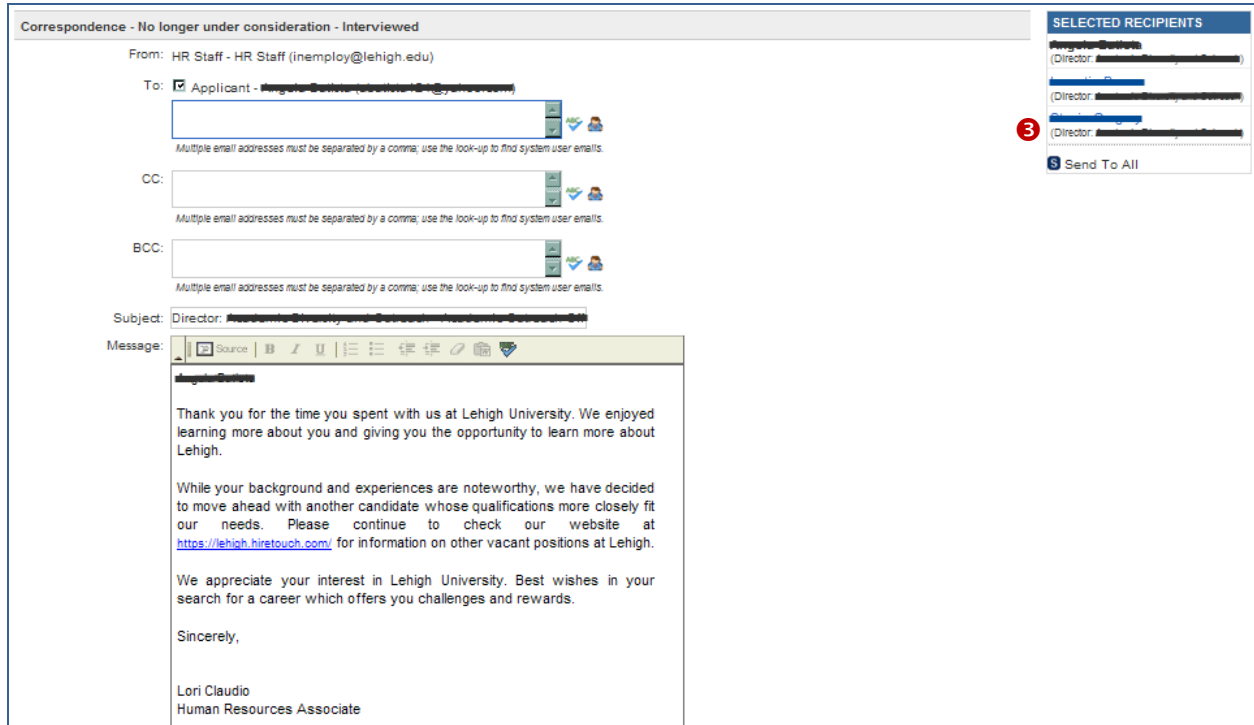 Correspondence - No longer under consideration - Interviewed
From: HR Staff - HR Staff (inemploy@lehigh.edu)
To: Applicant -
ABC
Multiple email addresses must be separated by a comma; use the look-up to find system user emails.
CC:
ABC
Multiple email addresses must be separated by a comma; use the look-up to find system user emails.
BCC:
ABC
Multiple email addresses must be separated by a comma; use the look-up to find system user emails.
Subject: Director:
Message: Source B I U
Thank you for the time you spent with us at Lehigh University. We enjoyed
learning more about you and giving you the opportunity to learn more about
Lehigh.
While your background and experiences are noteworthy, we have decided
to move ahead with another candidate whose qualifications more closely fit
our needs. Please continue to check our website at
https://lehigh.hiretouch.com/ for information on other vacant positions at Lehigh.
We appreciate your interest in Lehigh University. Best wishes in your
search for a career which offers you challenges and rewards.
Sincerely,
Lori Claudio
Human Resources Associate
3
SELECTED RECIPIENTS
(Director:
(Director:
(Director:
S Send To All